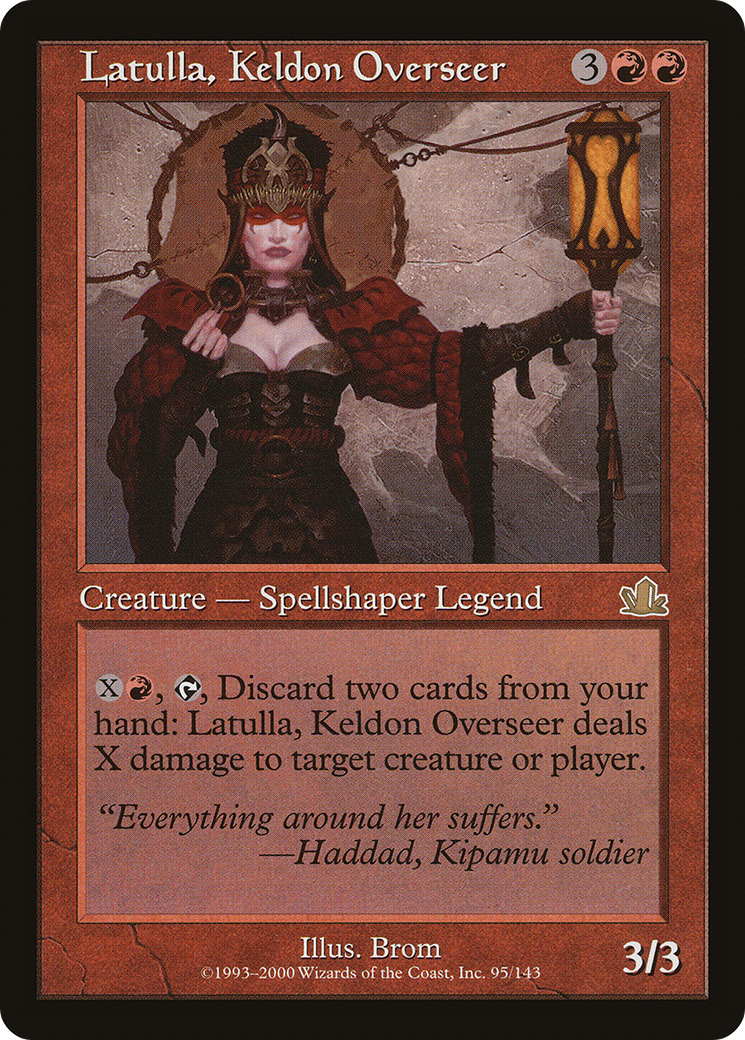 Latulla, Keldon Overseer 3
Creature — Spellshaper Legend
X, , Discard two cards from your
hand: Latulla, Keldon Overseer deals
X damage to target creature or player.
“Everything around her suffers.”
—Haddad, Kipamu soldier
Illus. Brom
©1993–2000 Wizards of the Coast, Inc. 95/143
3/3